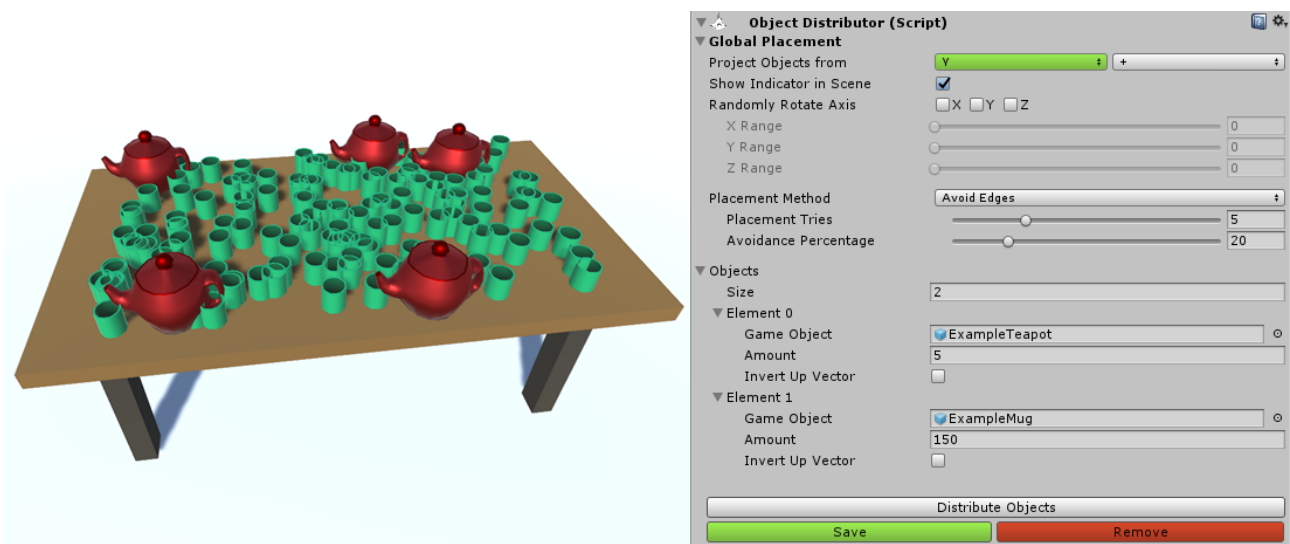 Object Distributor (Script)
Global Placement
Project Objects from Y +
Show Indicator in Scene
Randomly Rotate Axis X Y Z
X Range 0
Y Range 0
Z Range 0
Placement Method Avoid Edges
Placement Tries 5
Avoidance Percentage 20
Objects
Size 2
Element 0
Game Object ExampleTeapot
Amount 5
Invert Up Vector
Element 1
Game Object ExampleMug
Amount 150
Invert Up Vector
Distribute Objects
Save Remove